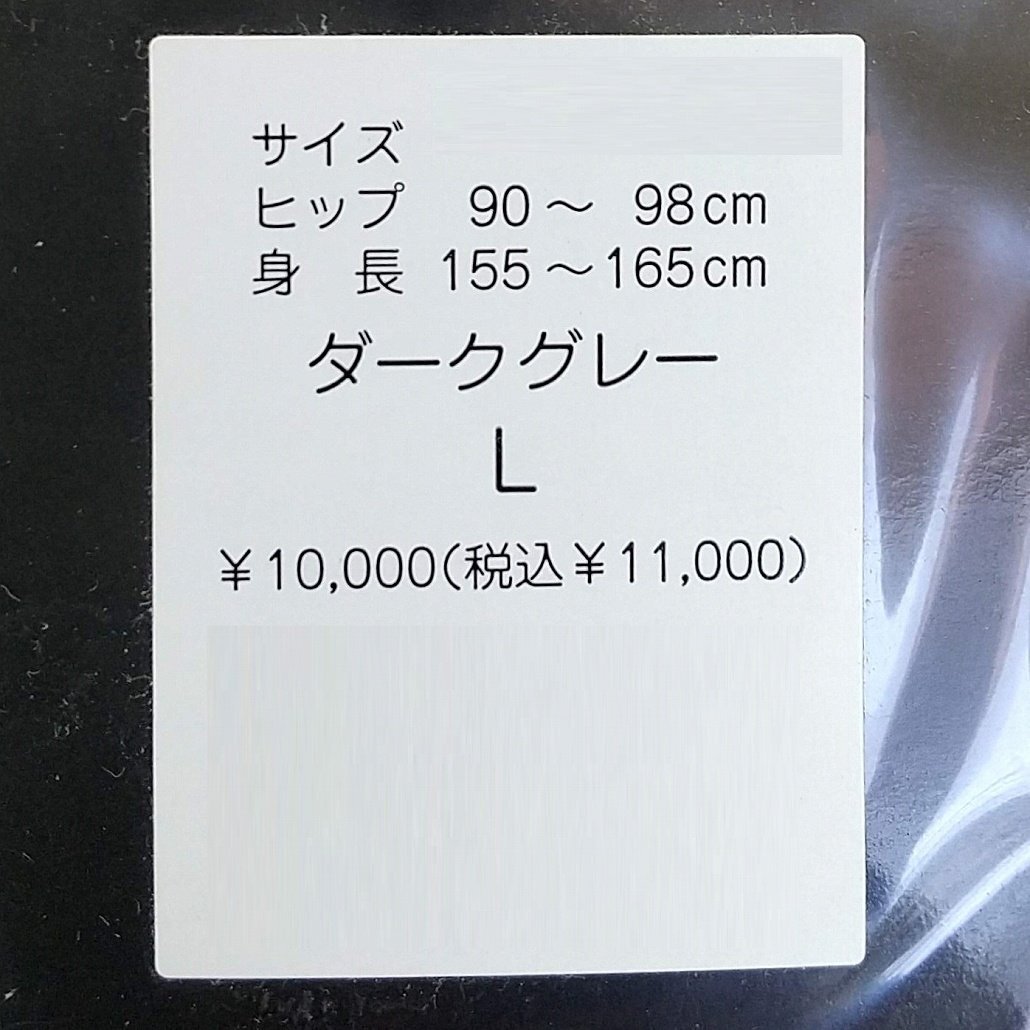 サイズ
ヒップ 90～ 98cm
身 長 155～165cm
ダークグレー
L
¥10,000(税込¥11,000)